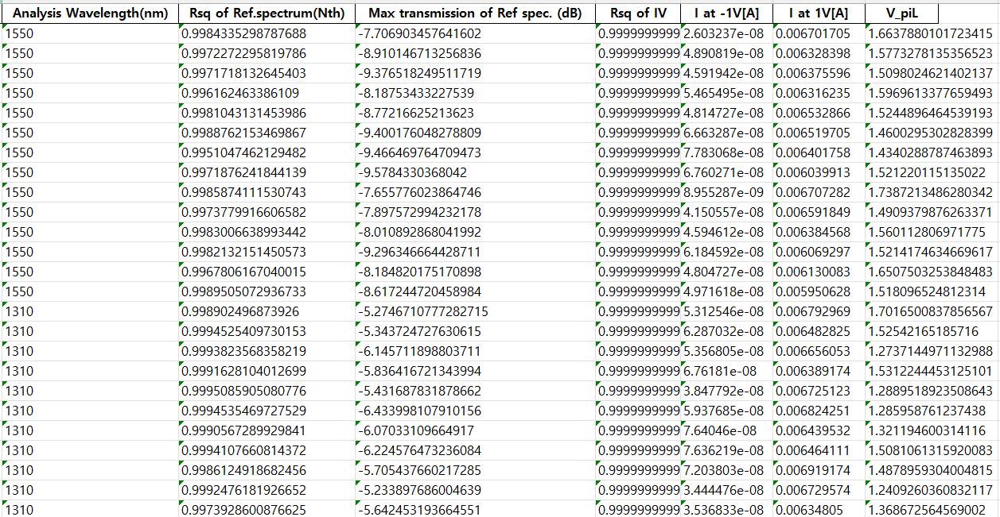 Analysis Wavelength(nm) Rsq of Ref.spectrum(Nth) Max transmission of Ref spec. (dB) Rsq of IV I at -1V[A] I at 1V[A] V_piL
1550 0.9984335298787688 -7.706903457641602 0.9999999999 2.603237e-08 0.006701705 1.6637880101723415
1550 0.9972272295819786 -8.910146713256836 0.9999999999 4.890819e-08 0.006328398 1.5773278135356523
1550 0.9971718132645403 -9.376518249511719 0.9999999999 4.591942e-08 0.006375596 1.5098024621402137
1550 0.996162463386109 -8.18753433227539 0.9999999999 5.465495e-08 0.006316235 1.5969613377659493
1550 0.9981043131453986 -8.77216625213623 0.9999999999 4.814727e-08 0.006532866 1.5244896464539193
1550 0.9988762153469867 -9.400176048278809 0.9999999999 6.663287e-08 0.006519705 1.4600295302828399
1550 0.9951047462129482 -9.466469764709473 0.9999999999 7.783068e-08 0.006401758 1.4340288787463893
1550 0.9971876241844139 -9.5784330368042 0.9999999999 6.760271e-08 0.006039913 1.521220115135022
1550 0.9985874111530743 -7.655776023864746 0.9999999999 8.955287e-09 0.006707282 1.7387213486280342
1550 0.9973779916606582 -7.897572994232178 0.9999999999 4.150557e-08 0.006591849 1.4909379876263371
1550 0.9983006638993442 -8.010892868041992 0.9999999999 4.594612e-08 0.006384568 1.560112806971775
1550 0.9982132151450573 -9.296346664428711 0.9999999999 6.184592e-08 0.006069297 1.5214174634669617
1550 0.9967806167040015 -8.184820175170898 0.9999999999 4.804727e-08 0.006130083 1.6507503253848483
1550 0.9989505072936733 -8.617244720458984 0.9999999999 4.971618e-08 0.005950628 1.518096524812314
1310 0.998902496873926 -5.2746710777282715 0.9999999999 5.312546e-08 0.006792969 1.7016500837856567
1310 0.9994525409730153 -5.343724727630615 0.9999999999 6.287032e-08 0.006482825 1.52542165185716
1310 0.9993823568358219 -6.145711898803711 0.9999999999 5.356805e-08 0.006656053 1.2737144971132988
1310 0.9991628104012699 -5.836416721343994 0.9999999999 6.76181e-08 0.006389174 1.5312244453125101
1310 0.9995085905080776 -5.431687831878662 0.9999999999 3.847792e-08 0.006725123 1.2889518923508643
1310 0.9994535469727529 -6.433998107910156 0.9999999999 5.937685e-08 0.006824251 1.285958761237438
1310 0.9990567289929841 -6.07033109664917 0.9999999999 7.64046e-08 0.006439532 1.321194600314116
1310 0.9994107660814372 -6.224576473236084 0.9999999999 7.636219e-08 0.006464111 1.5081061315920083
1310 0.9986124918682456 -5.705437660217285 0.9999999999 7.203803e-08 0.006919174 1.4878959304004815
1310 0.9992476181926652 -5.233897686004639 0.9999999999 3.444476e-08 0.006729574 1.2409260360832117
1310 0.9973928600876625 -5.642453193664551 0.9999999999 3.536833e-08 0.00634805 1.368672564569002